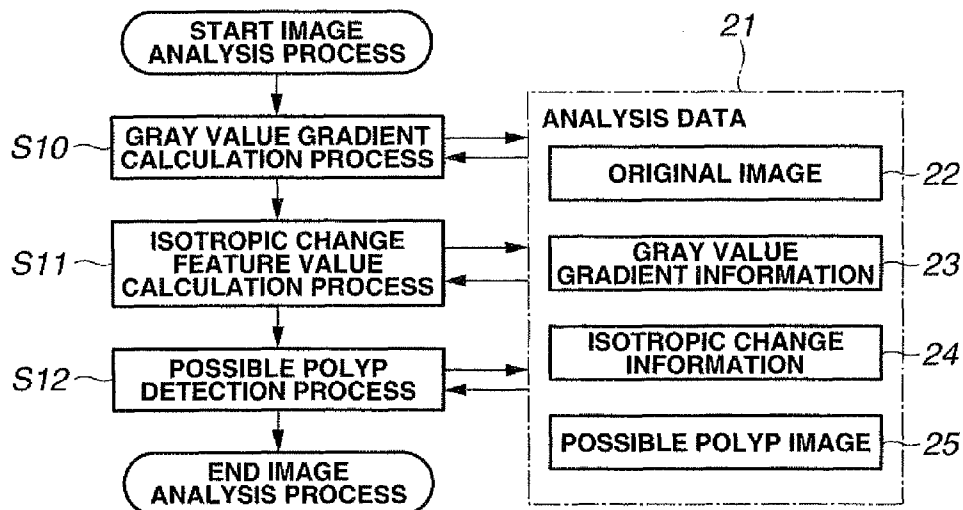 START IMAGE
ANALYSIS PROCESS
S10
GRAY VALUE GRADIENT
CALCULATION PROCESS
S11
ISOTROPIC CHANGE
FEATURE VALUE
CALCULATION PROCESS
S12
POSSIBLE POLYP
DETECTION PROCESS
END IMAGE
ANALYSIS PROCESS
21
ANALYSIS DATA
ORIGINAL IMAGE
22
GRAY VALUE
GRADIENT INFORMATION
23
ISOTROPIC CHANGE
INFORMATION
24
POSSIBLE POLYP IMAGE
25